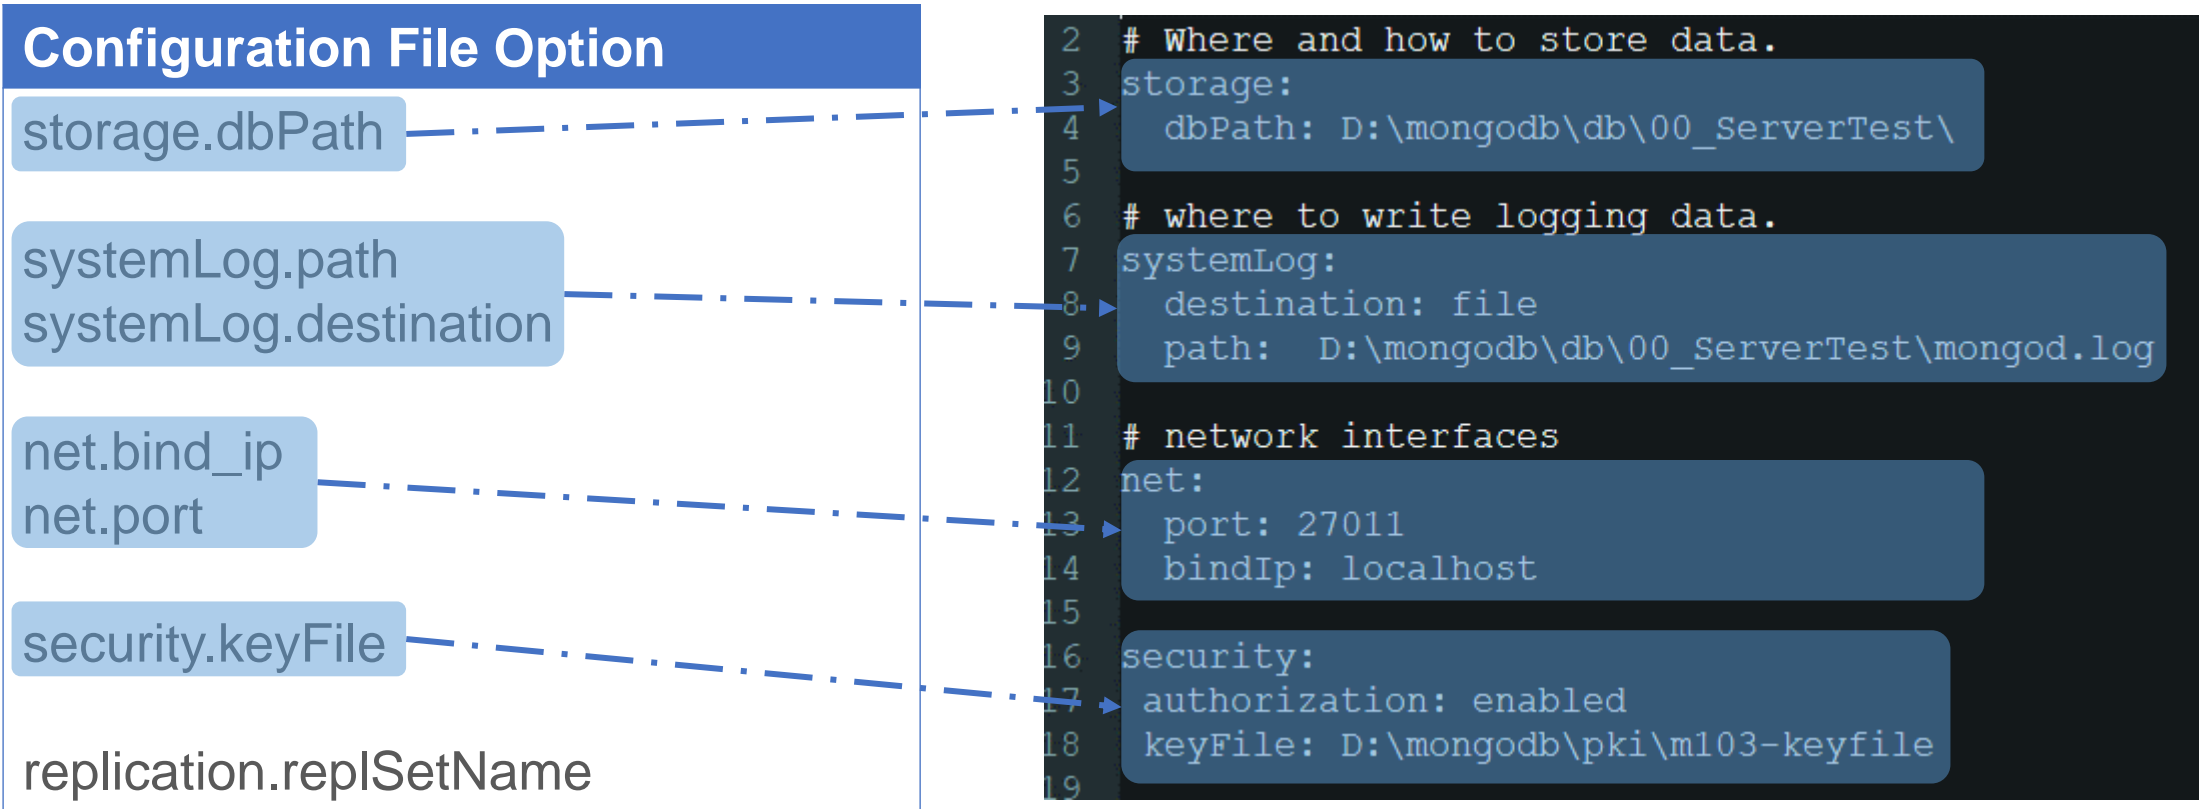 Configuration File Option
storage.dbPath
systemLog.path
systemLog.destination
net.bind_ip
net.port
security.keyFile
replication.replSetName
2 # Where and how to store data.
3 storage:
4 dbPath: D:\mongodb\db\00_ServerTest\
5
6 # where to write logging data.
7 systemLog:
8 destination: file
9 path: D:\mongodb\db\00_ServerTest\mongod.log
10
11 # network interfaces
12 net:
13 port: 27011
14 bindIp: localhost
15
16 security:
17 authorization: enabled
18 keyFile: D:\mongodb\pki\m103-keyfile
19